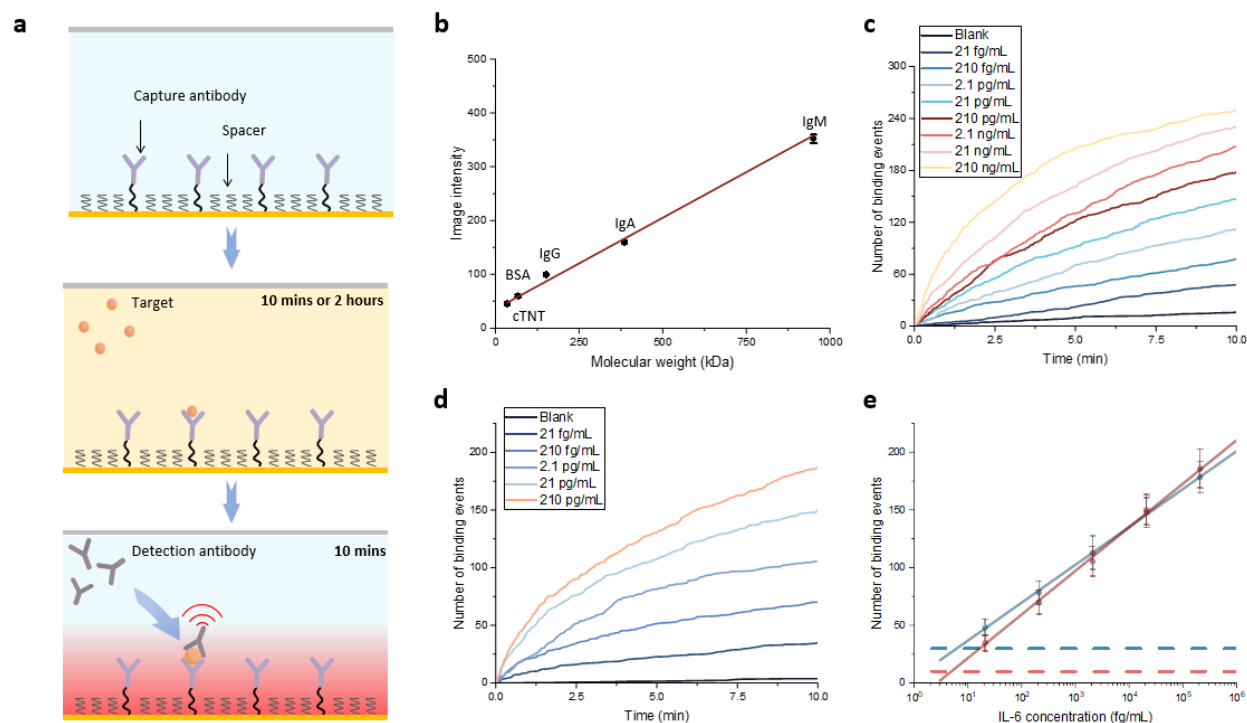 a
Capture antibody
Spacer
Target
10 mins or 2 hours
Detection antibody
10 mins
b
Image intensity
500
400
300
200
100
0
cTNT
BSA
IgG
IgA
IgM
0
250
500
750
1000
Molecular weight (kDa)
c
Blank
21 fg/mL
210 fg/mL
2.1 pg/mL
21 pg/mL
210 pg/mL
2.1 ng/mL
21 ng/mL
210 ng/mL
Number of binding events
300
240
180
120
60
0
0.0
2.5
5.0
7.5
10.0
Time (min)
d
Blank
21 fg/mL
210 fg/mL
2.1 pg/mL
21 pg/mL
210 pg/mL
Number of binding events
200
150
100
50
0
0.0
2.5
5.0
7.5
10.0
Time (min)
e
Number of binding events
200
150
100
50
0
10⁰
10¹
10²
10³
10⁴
10⁵
10⁶
IL-6 concentration (fg/mL)